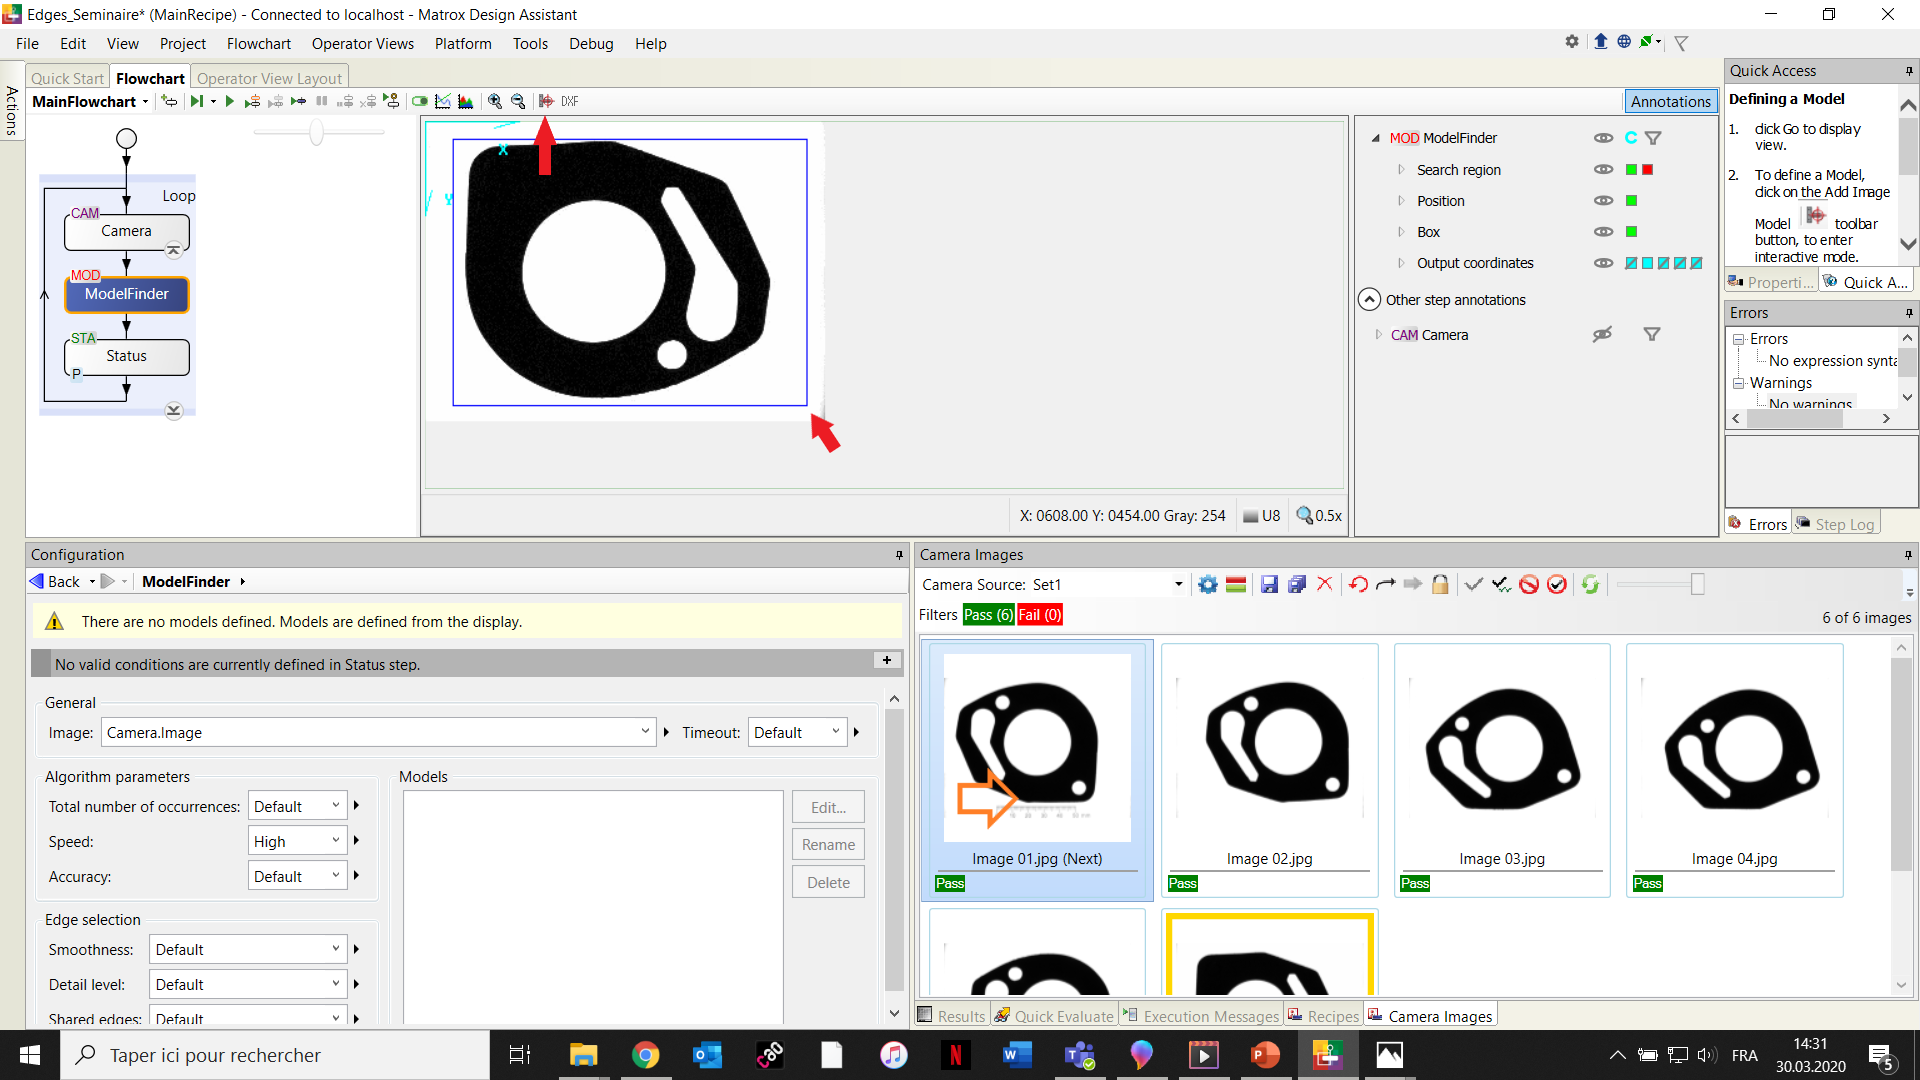 Edges_Seminaire* (MainRecipe) - Connected to localhost - Matrox Design Assistant
File Edit View Project Flowchart Operator Views Platform Tools Debug Help
Actions
Quick Start Flowchart Operator View Layout
MainFlowchart DXF
Annotations
Loop
CAM
Camera
MOD
ModelFinder
STA
Status
P
X
Y
X: 0608.00 Y: 0454.00 Gray: 254 U8 0.5x
MOD ModelFinder C
Search region
Position
Box
Output coordinates
Other step annotations
CAM Camera
Quick Access
Defining a Model
1. click Go to display
view.
2. To define a Model,
click on the Add Image
Model toolbar
button, to enter
interactive mode.
Properti... Quick A...
Errors
Errors
No expression synta
Warnings
No warnings
Errors Step Log
Configuration
Back ModelFinder
There are no models defined. Models are defined from the display.
No valid conditions are currently defined in Status step. +
General
Image: Camera.Image Timeout: Default
Algorithm parameters
Total number of occurrences: Default
Speed: High
Accuracy: Default
Edge selection
Smoothness: Default
Detail level: Default
Shared edges: Default
Models
Edit...
Rename
Delete
Camera Images
Camera Source: Set1
Filters Pass (6) Fail (0)
6 of 6 images
Image 01.jpg (Next)
Pass
Image 02.jpg
Pass
Image 03.jpg
Pass
Image 04.jpg
Pass
Results Quick Evaluate Execution Messages Recipes Camera Images
Taper ici pour rechercher
FRA
14:31
30.03.2020
5